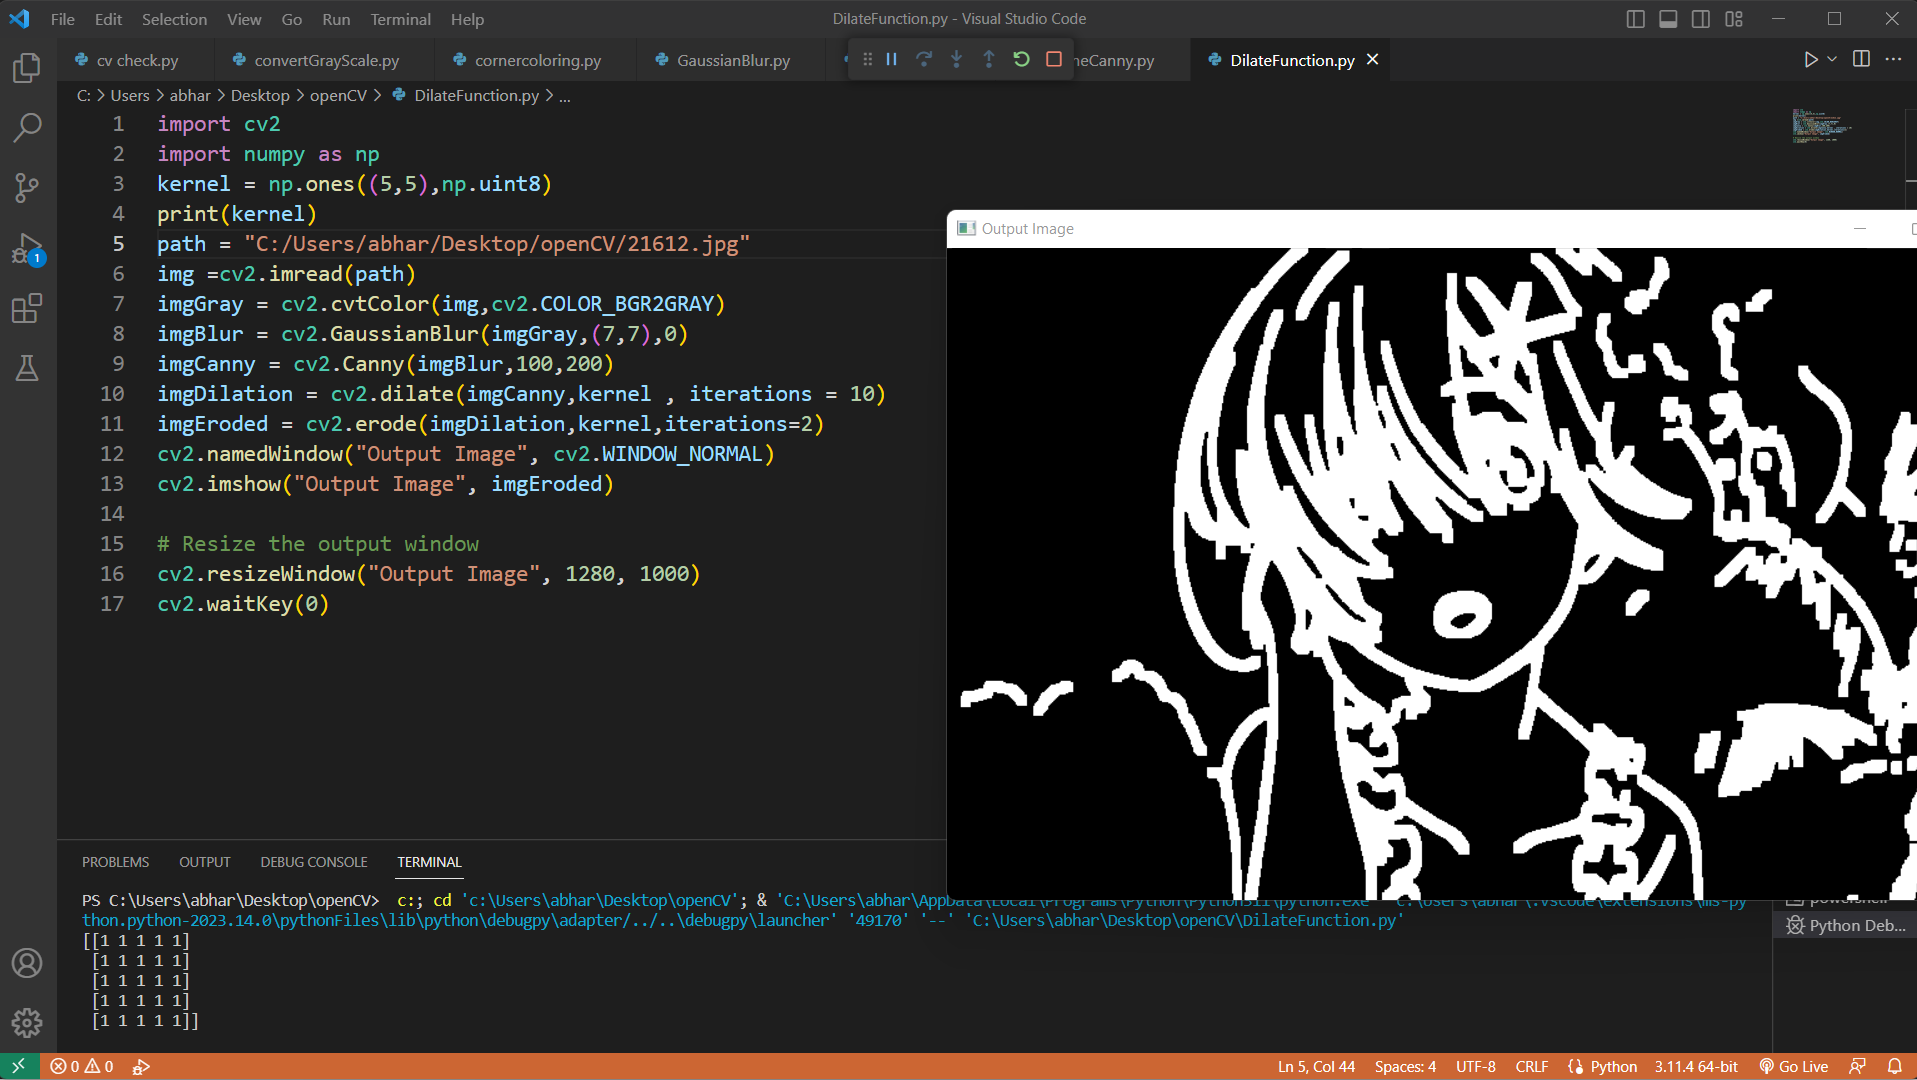 File Edit Selection View Go Run Terminal Help
DilateFunction.py - Visual Studio Code
cv check.py convertGrayScale.py cornercoloring.py GaussianBlur.py neCanny.py DilateFunction.py
C: > Users > abhar > Desktop > openCV > DilateFunction.py > ...
1 import cv2
2 import numpy as np
3 kernel = np.ones((5,5),np.uint8)
4 print(kernel)
5 path = "C:/Users/abhar/Desktop/openCV/21612.jpg"
6 img =cv2.imread(path)
7 imgGray = cv2.cvtColor(img,cv2.COLOR_BGR2GRAY)
8 imgBlur = cv2.GaussianBlur(imgGray,(7,7),0)
9 imgCanny = cv2.Canny(imgBlur,100,200)
10 imgDilation = cv2.dilate(imgCanny,kernel , iterations = 10)
11 imgEroded = cv2.erode(imgDilation,kernel,iterations=2)
12 cv2.namedWindow("Output Image", cv2.WINDOW_NORMAL)
13 cv2.imshow("Output Image", imgEroded)
14
15 # Resize the output window
16 cv2.resizeWindow("Output Image", 1280, 1000)
17 cv2.waitKey(0)
Output Image
1
PROBLEMS OUTPUT DEBUG CONSOLE TERMINAL
PS C:\Users\abhar\Desktop\openCV> c:; cd 'c:\Users\abhar\Desktop\openCV'; & 'C:\Users\abhar\AppData\Local\Programs\Python\Python311\python.exe' 'c:\Users\abhar\.vscode\extensions\ms-py
thon.python-2023.14.0\pythonFiles\lib\python\debugpy\adapter/../..\debugpy\launcher' '49170' '--' 'C:\Users\abhar\Desktop\openCV\DilateFunction.py'
[[1 1 1 1 1]
[1 1 1 1 1]
[1 1 1 1 1]
[1 1 1 1 1]
[1 1 1 1 1]]
powershell
Python Deb...
0 0
Ln 5, Col 44 Spaces: 4 UTF-8 CRLF Python 3.11.4 64-bit Go Live